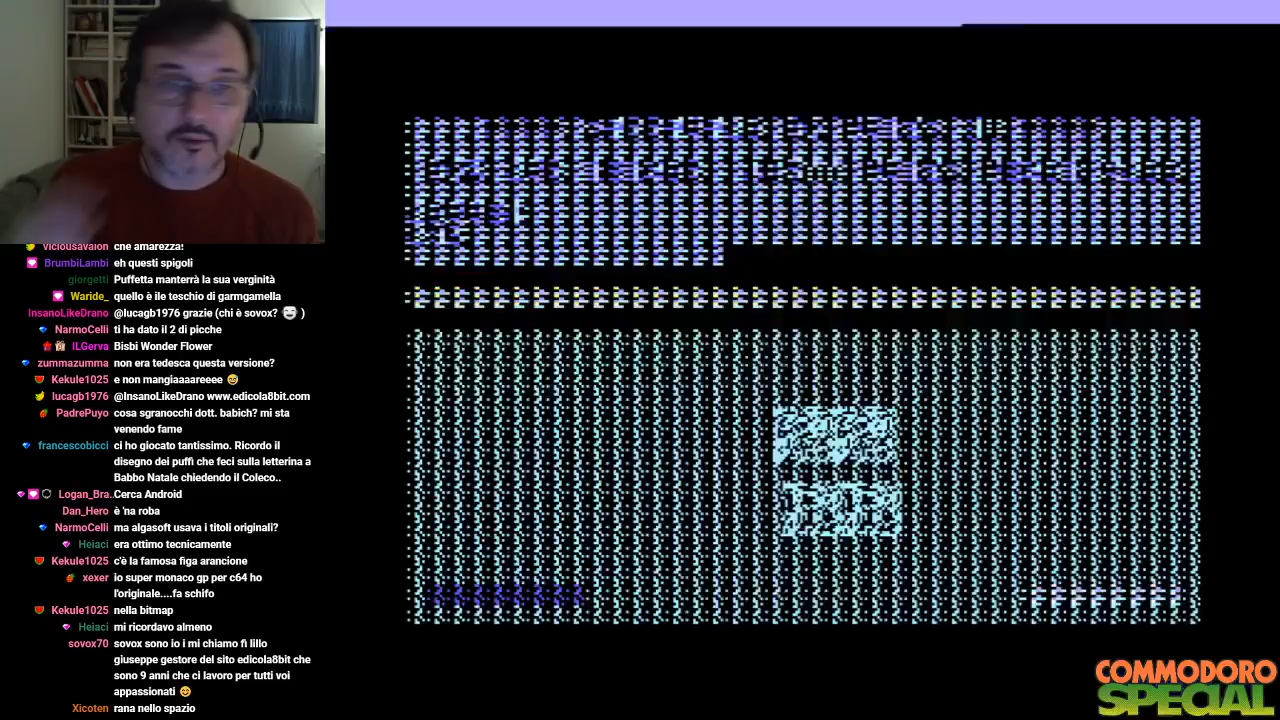 viciousavalon che amarezza!
BrumbiLambi eh questi spigoli
giorgetti Puffetta manterrà la sua verginità
Waride_ quello è ile teschio di garmgamella
InsanoLikeDrano @lucagb1976 grazie (chi è sovox? )
NarmoCelli ti ha dato il 2 di picche
ILGerva Bisbi Wonder Flower
zummazumma non era tedesca questa versione?
Kekule1025 e non mangiaaaareeee
lucagb1976 @InsanoLikeDrano www.edicola8bit.com
PadrePuyo cosa sgranocchi dott. babich? mi sta
venendo fame
francescobicci ci ho giocato tantissimo. Ricordo il
disegno dei puffi che feci sulla letterina a
Babbo Natale chiedendo il Coleco..
Logan_Bra.. Cerca Android
Dan_Hero è 'na roba
NarmoCelli ma algasoft usava i titoli originali?
Heiaci era ottimo tecnicamente
Kekule1025 c'è la famosa figa arancione
xexer io super monaco gp per c64 ho
l'originale....fa schifo
Kekule1025 nella bitmap
Heiaci mi ricordavo almeno
sovox70 sovox sono io i mi chiamo fi lillo
giuseppe gestore del sito edicola8bit che
sono 9 anni che ci lavoro per tutti voi
appassionati
Xicoten rana nello spazio
COMMODORO
SPECIAL